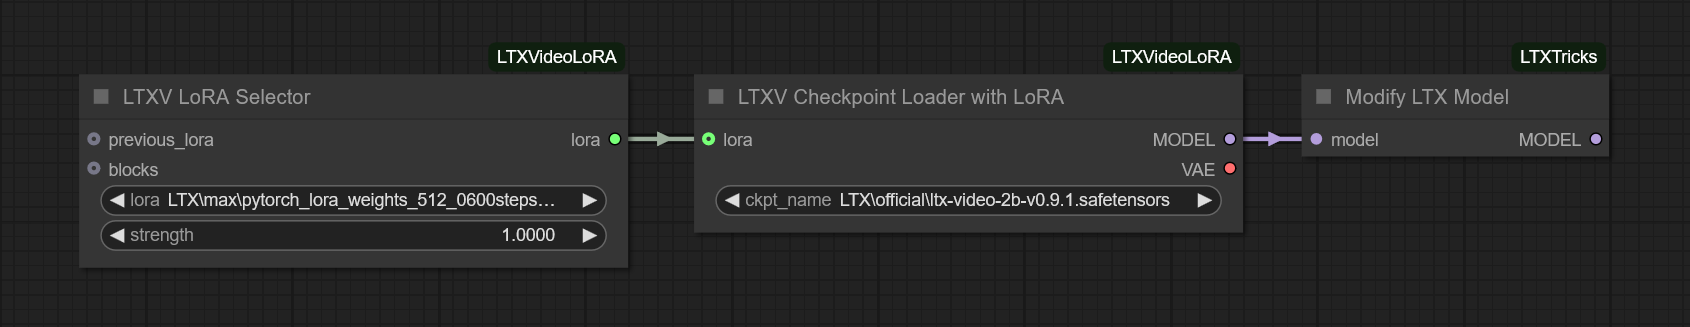 LTXVideoLoRA
LTXV LoRA Selector
previous_lora
lora
blocks
lora LTX\max\pytorch_lora_weights_512_0600steps...
strength 1.0000
LTXVideoLoRA
LTXV Checkpoint Loader with LoRA
lora
MODEL
VAE
ckpt_name LTX\official\ltx-video-2b-v0.9.1.safetensors
LTXTricks
Modify LTX Model
model
MODEL